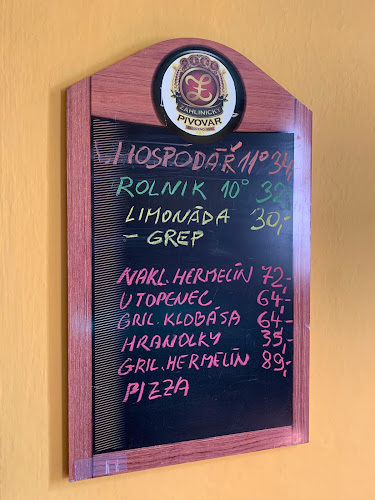 ZÁHLINICKÝ
PIVOVAR
HOSPODÁŘ 11° 34,-
ROLNIK 10° 32,-
LIMONÁDA 30,-
- GREP
NAKL. HERMELÍN 72,-
UTOPENEC 64,-
GRIL. KLOBÁSA 64,-
HRANOLKY 35,-
GRIL. HERMELÍN 89,-
PIZZA